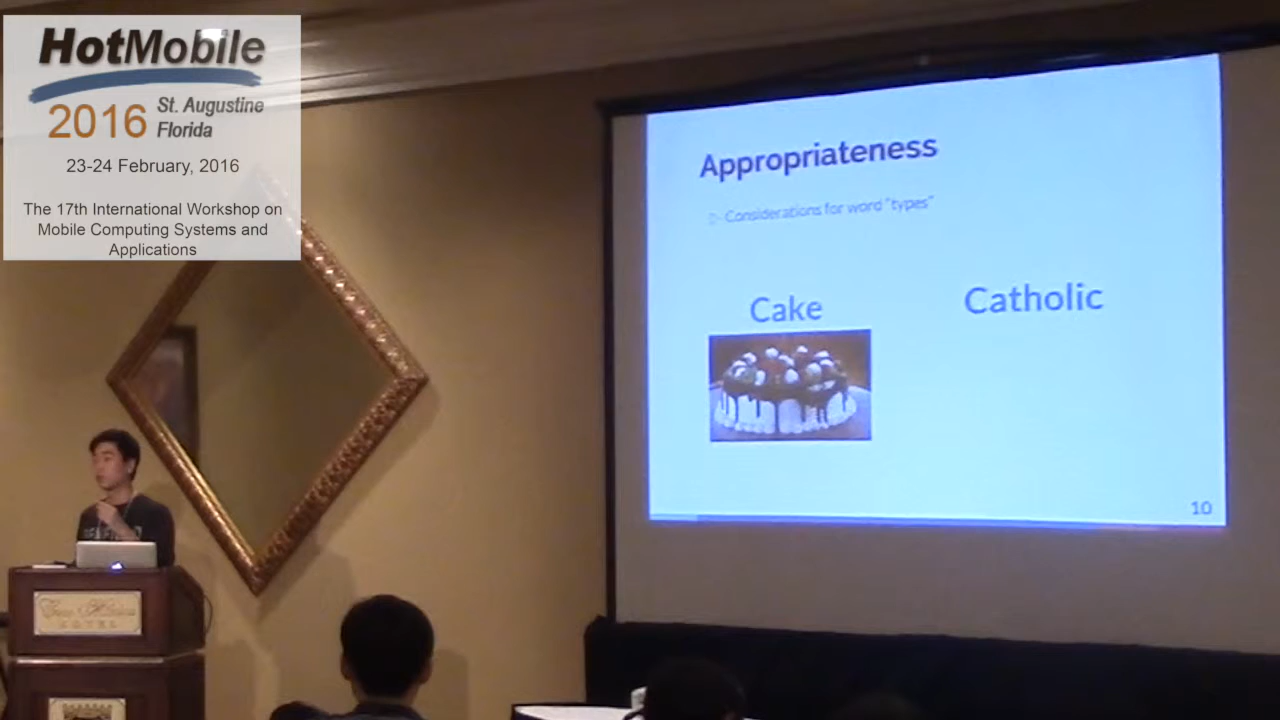 HotMobile
2016 St. Augustine
Florida
23-24 February, 2016
The 17th International Workshop on
Mobile Computing Systems and
Applications
Appropriateness
Considerations for word "types"
Cake
Catholic
10
HOTEL